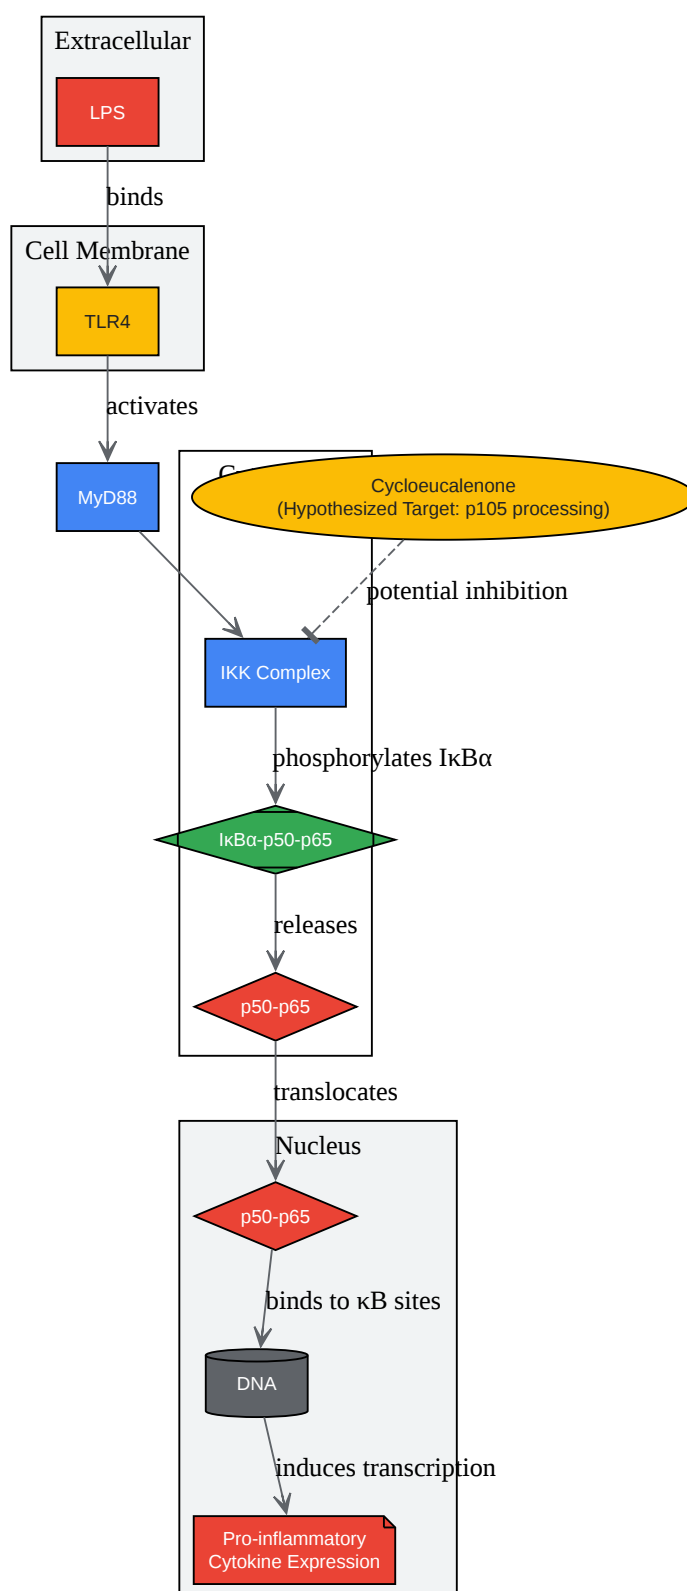 Extracellular
LPS
binds
Cell Membrane
TLR4
activates
MyD88
Cycloeucalenone
(Hypothesized Target: p105 processing)
potential inhibition
IKK Complex
phosphorylates IκBα
IκBα-p50-p65
releases
p50-p65
translocates
Nucleus
p50-p65
binds to κB sites
DNA
induces transcription
Pro-inflammatory
Cytokine Expression